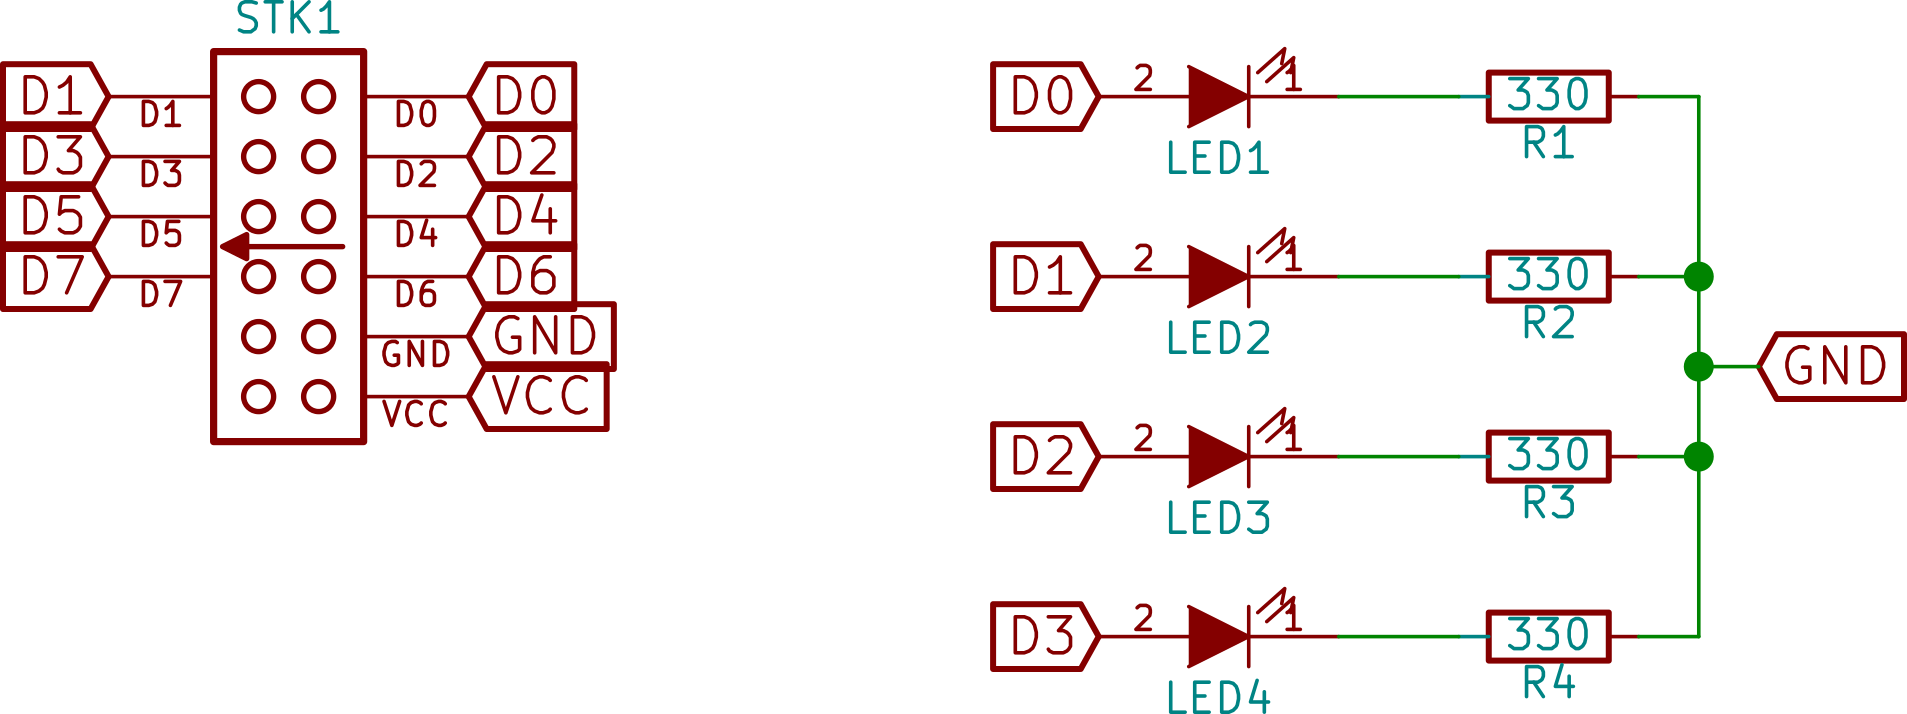 STK1
D1 D1 D0 D0
D3 D3 D2 D2
D5 D5 D4 D4
D7 D7 D6 D6
GND GND
VCC VCC
D0 2 1 330
LED1 R1
D1 2 1 330
LED2 R2
GND
D2 2 1 330
LED3 R3
D3 2 1 330
LED4 R4